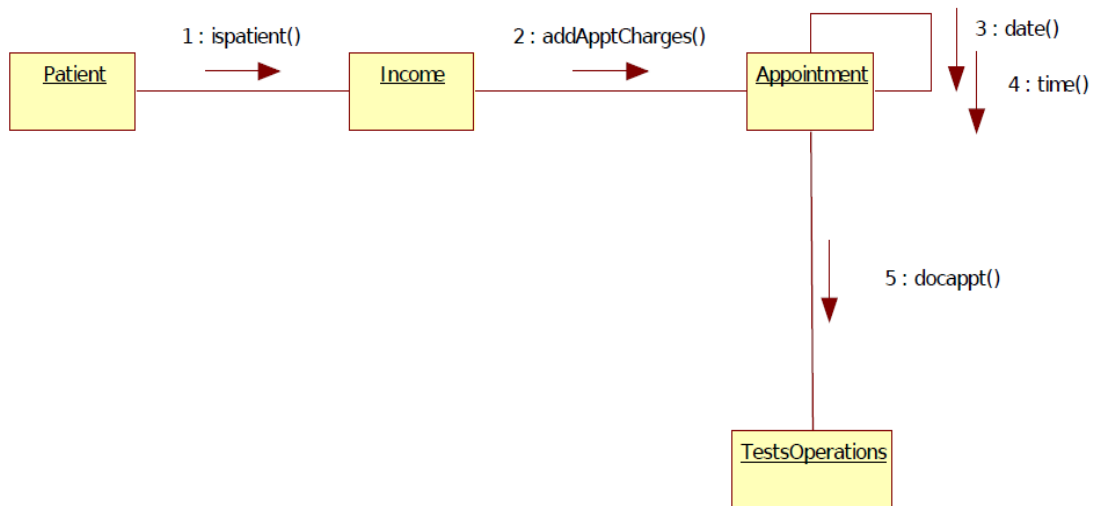 1 : ispatient()
2 : addApptCharges()
3 : date()
Patient
Income
Appointment
4 : time()
5 : docappt()
TestsOperations